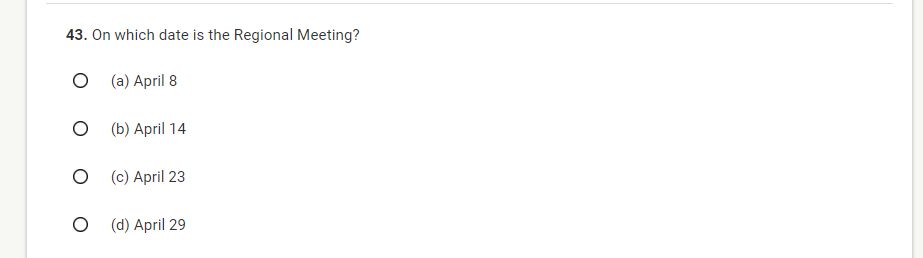 43. On which date is the Regional Meeting?
(a) April 8
(b) April 14
(c) April 23
(d) April 29